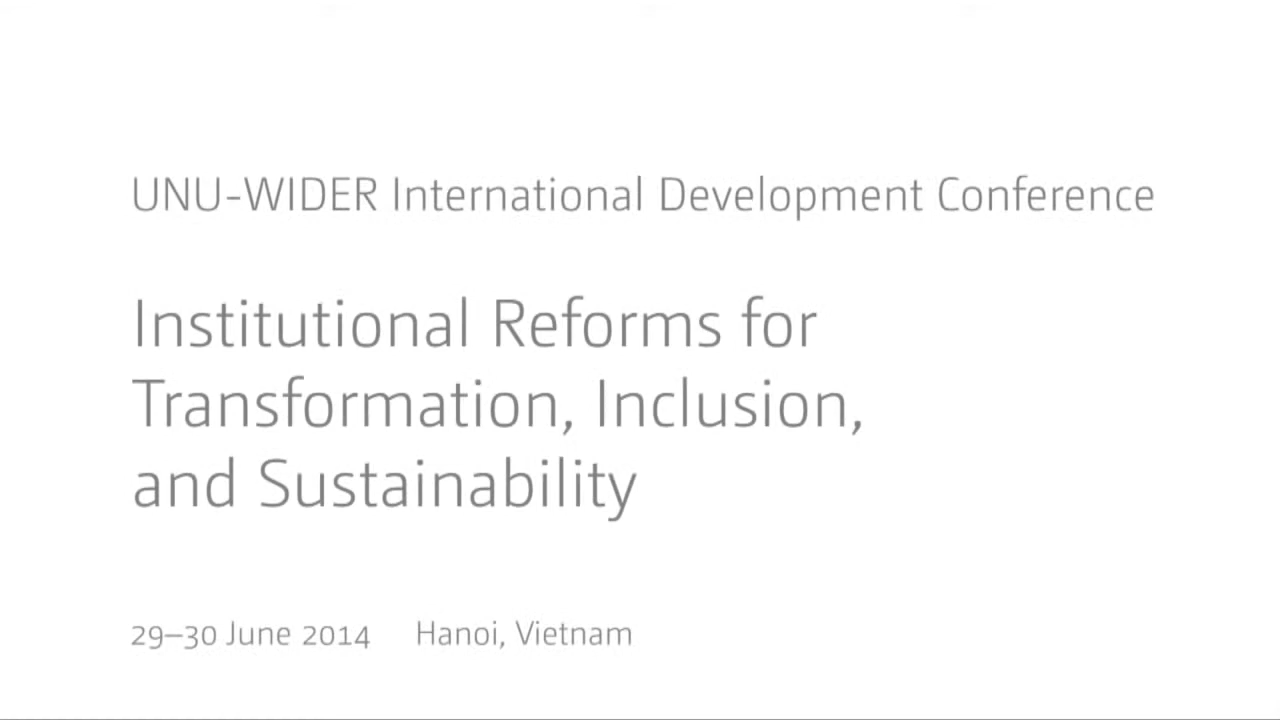 UNU-WIDER International Development Conference
Institutional Reforms for
Transformation, Inclusion,
and Sustainability
29–30 June 2014 Hanoi, Vietnam